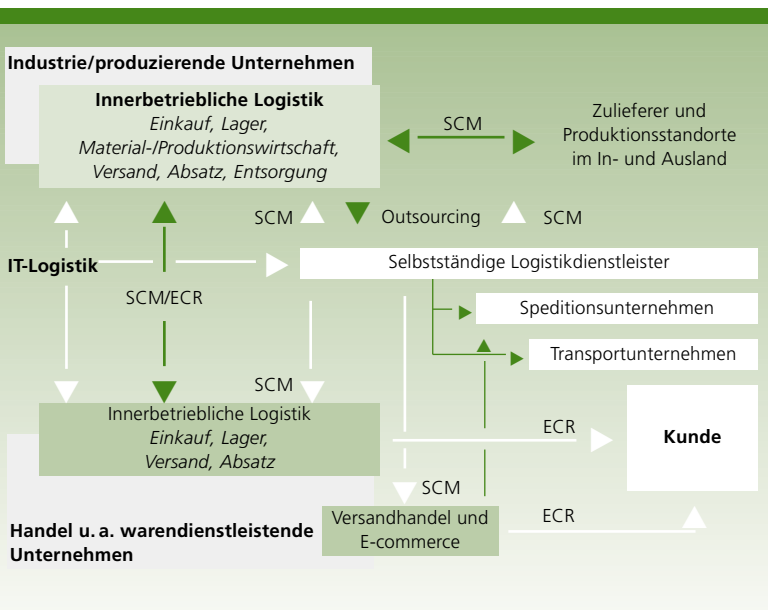 Industrie/produzierende Unternehmen
Innerbetriebliche Logistik
Einkauf, Lager,
Material-/Produktionswirtschaft,
Versand, Absatz, Entsorgung
SCM
Zulieferer und
Produktionsstandorte
im In- und Ausland
SCM
Outsourcing
SCM
IT-Logistik
Selbstständige Logistikdienstleister
SCM/ECR
Speditionsunternehmen
Transportunternehmen
SCM
Innerbetriebliche Logistik
Einkauf, Lager,
Versand, Absatz
ECR
Kunde
SCM
Handel u. a. warendienstleistende
Unternehmen
Versandhandel und
E-commerce
ECR